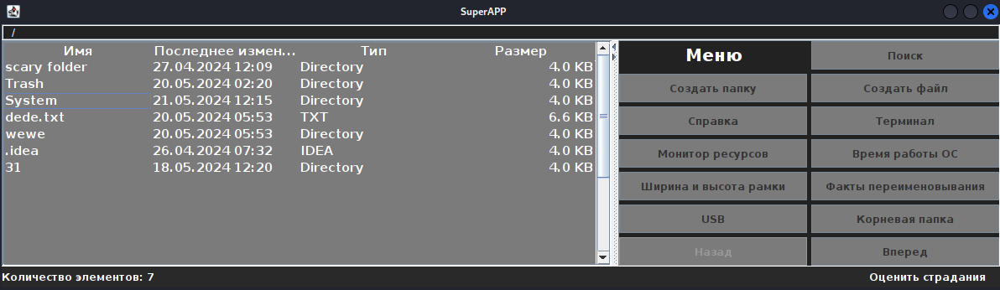 SuperAPP
/
Имя Последнее измен... Тип Размер
scary folder 27.04.2024 12:09 Directory 4.0 KB
Trash 20.05.2024 02:20 Directory 4.0 KB
System 21.05.2024 12:15 Directory 4.0 KB
dede.txt 20.05.2024 05:53 TXT 6.6 KB
wewe 20.05.2024 05:53 Directory 4.0 KB
.idea 26.04.2024 07:32 IDEA 4.0 KB
31 18.05.2024 12:20 Directory 4.0 KB
Меню Поиск
Создать папку Создать файл
Справка Терминал
Монитор ресурсов Время работы ОС
Ширина и высота рамки Факты переименовывания
USB Корневая папка
Назад Вперед
Количество элементов: 7 Оценить страдания